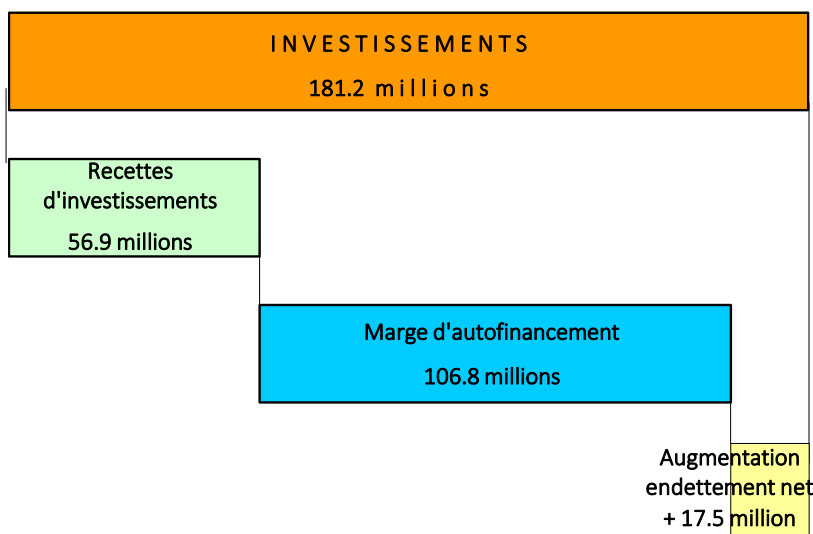 INVESTISSEMENTS
181.2 millions
Recettes
d'investissements
56.9 millions
Marge d'autofinancement
106.8 millions
Augmentation
endettement net
+ 17.5 million